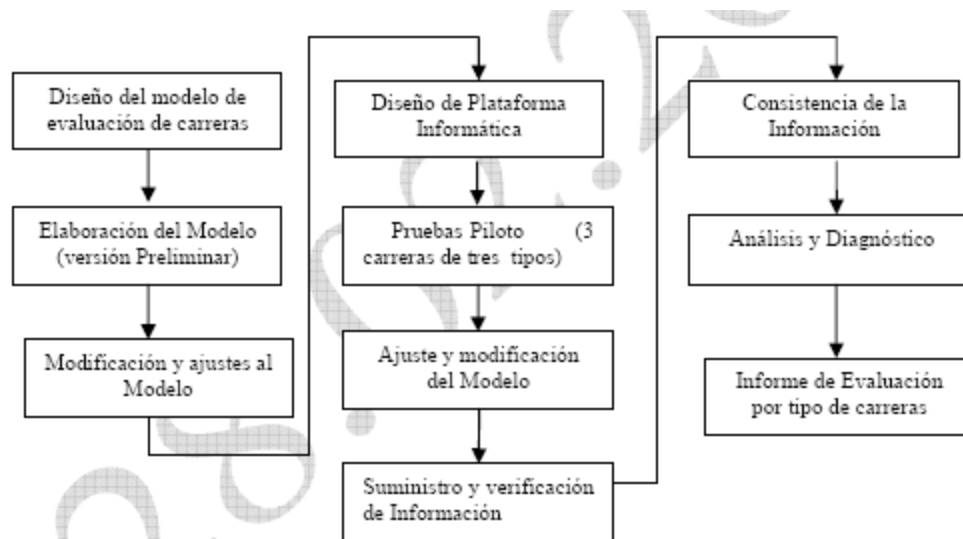 Diseño del modelo de
evaluación de carreras
Elaboración del Modelo
(versión Preliminar)
Modificación y ajustes al
Modelo
Diseño de Plataforma
Informática
Pruebas Piloto (3
carreras de tres tipos)
Ajuste y modificación
del Modelo
Suministro y verificación
de Información
Consistencia de la
Información
Análisis y Diagnóstico
Informe de Evaluación
por tipo de carreras